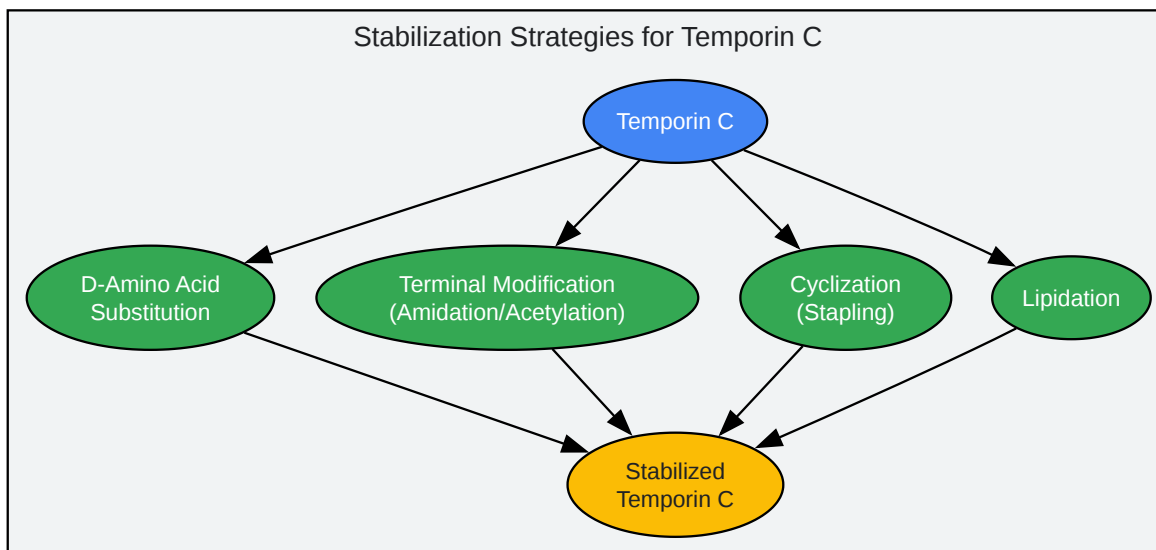 Stabilization Strategies for Temporin C
Temporin C
D-Amino Acid
Substitution
Terminal Modification
(Amidation/Acetylation)
Cyclization
(Stapling)
Lipidation
Stabilized
Temporin C